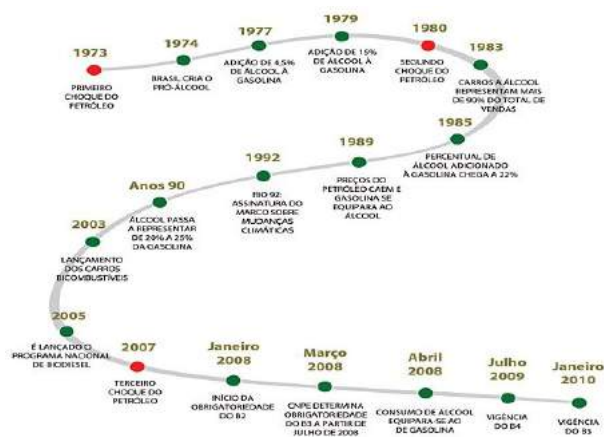 1973
PRIMEIRO
CHOQUE DO
PETRÓLEO
1974
BRASIL CRIA O
PRÓ-ÁLCOOL
1977
ADIÇÃO DE 4,5%
DE ÁLCOOL À
GASOLINA
1979
ADIÇÃO DE 15%
DE ÁLCOOL À
GASOLINA
1980
SEGUNDO
CHOQUE DO
PETRÓLEO
1983
CARROS A ÁLCOOL
REPRESENTAM MAIS
DE 90% DO TOTAL DE
VENDAS
1985
PERCENTUAL DE
ÁLCOOL ADICIONADO
À GASOLINA CHEGA A 22%
1989
PREÇOS DO
PETRÓLEO CAEM E
GASOLINA SE
EQUIPARA AO
ÁLCOOL
1992
RIO 92:
ASSINATURA DO
MARCO SOBRE
MUDANÇAS
CLIMÁTICAS
Anos 90
ÁLCOOL PASSA
A REPRESENTAR
DE 20% A 25%
DA GASOLINA
2003
LANÇAMENTO
DOS CARROS
BICOMBUSTÍVEIS
2005
É LANÇADO O
PROGRAMA NACIONAL
DE BIODIESEL
2007
TERCEIRO
CHOQUE DO
PETRÓLEO
Janeiro
2008
INÍCIO DA
OBRIGATORIEDADE
DO B2
Março
2008
CNPE DETERMINA
OBRIGATORIEDADE
DO B3 A PARTIR DE
JULHO DE 2008
Abril
2008
CONSUMO DE ÁLCOOL
EQUIPARA-SE AO
DE GASOLINA
Julho
2009
VIGÊNCIA
DO B4
Janeiro
2010
VIGÊNCIA
DO B5